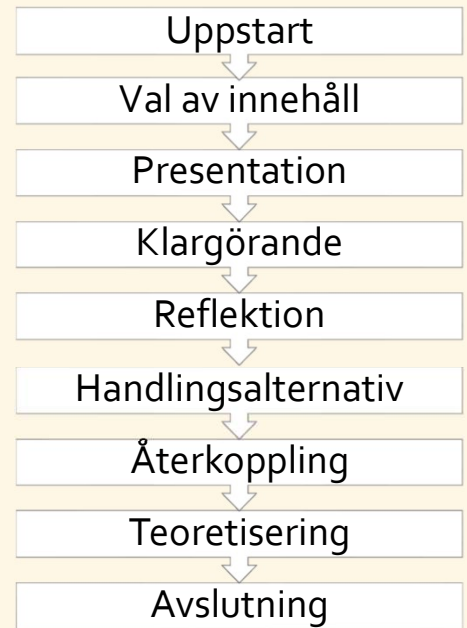 Uppstart
Val av innehåll
Presentation
Klargörande
Reflektion
Handlingsalternativ
Återkoppling
Teoretisering
Avslutning